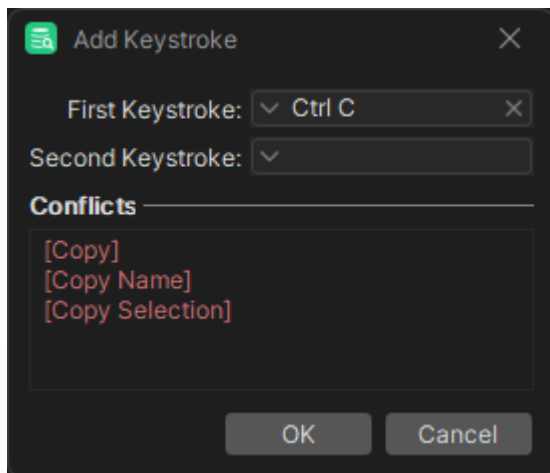 Add Keystroke
First Keystroke: Ctrl C
Second Keystroke:
Conflicts
[Copy]
[Copy Name]
[Copy Selection]
OK Cancel